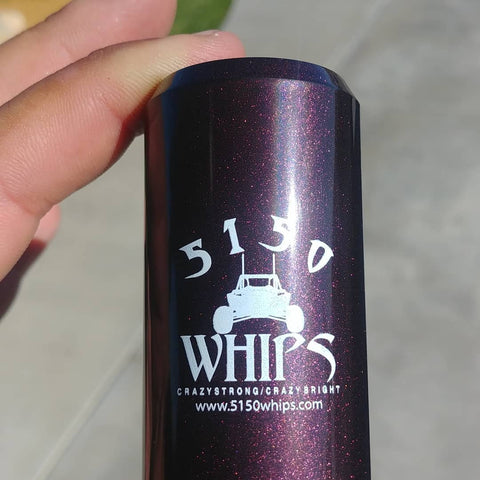 5150
WHIPS
CRAZYSTRONG/CRAZYBRIGHT
www.5150whips.com